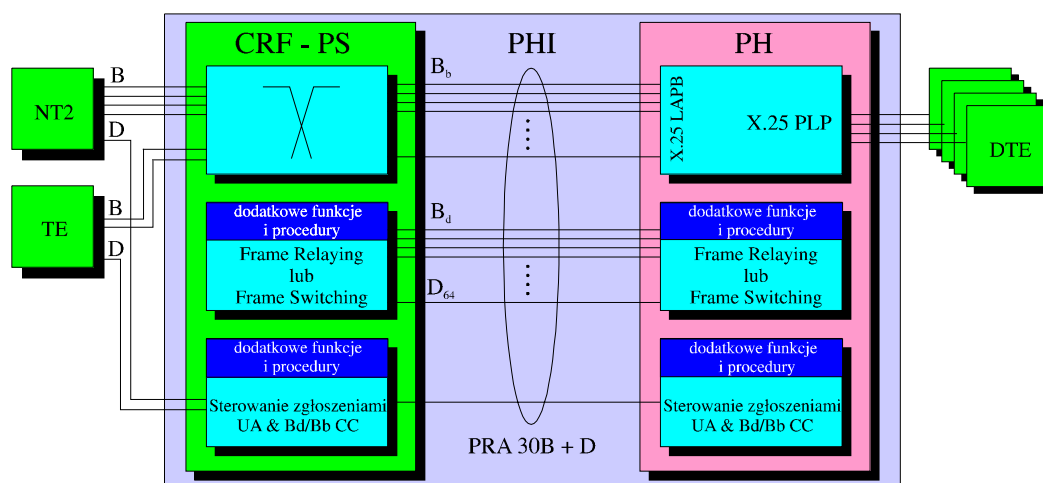 CRF - PS
PHI
PH
NT2
B
D
TE
B
D
B_b
X.25 LAPB
X.25 PLP
DTE
dodatkowe funkcje
i procedury
Frame Relaying
lub
Frame Switching
B_d
D_64
dodatkowe funkcje
i procedury
Frame Relaying
lub
Frame Switching
dodatkowe funkcje
i procedury
Sterowanie zgłoszeniami
UA & Bd/Bb CC
dodatkowe funkcje
i procedury
Sterowanie zgłoszeniami
UA & Bd/Bb CC
PRA 30B + D